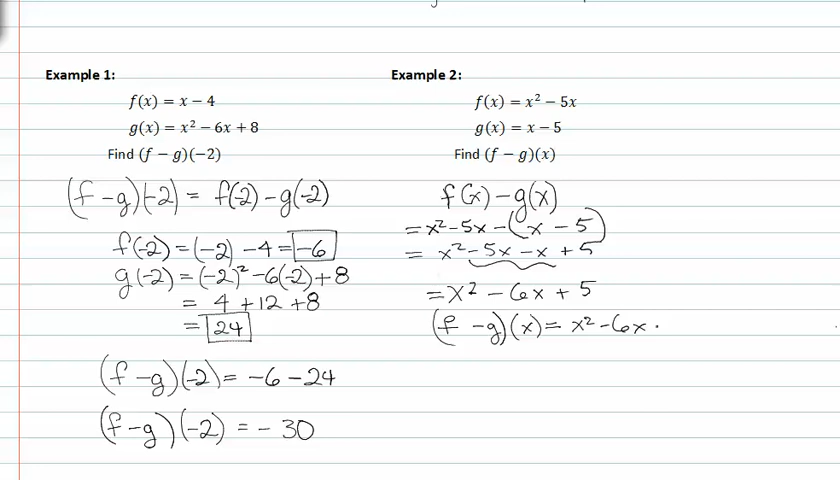 Example 1:
f(x) = x − 4
g(x) = x² − 6x + 8
Find (f − g)(−2)
(f − g)(−2) = f(−2) − g(−2)
f(−2) = (−2) − 4 = −6
g(−2) = (−2)² − 6(−2) + 8
= 4 + 12 + 8
= 24
(f − g)(−2) = −6 − 24
(f − g)(−2) = − 30
Example 2:
f(x) = x² − 5x
g(x) = x − 5
Find (f − g)(x)
f(x) − g(x)
= x² − 5x − (x − 5)
= x² − 5x − x + 5
= x² − 6x + 5
(f − g)(x) = x² − 6x